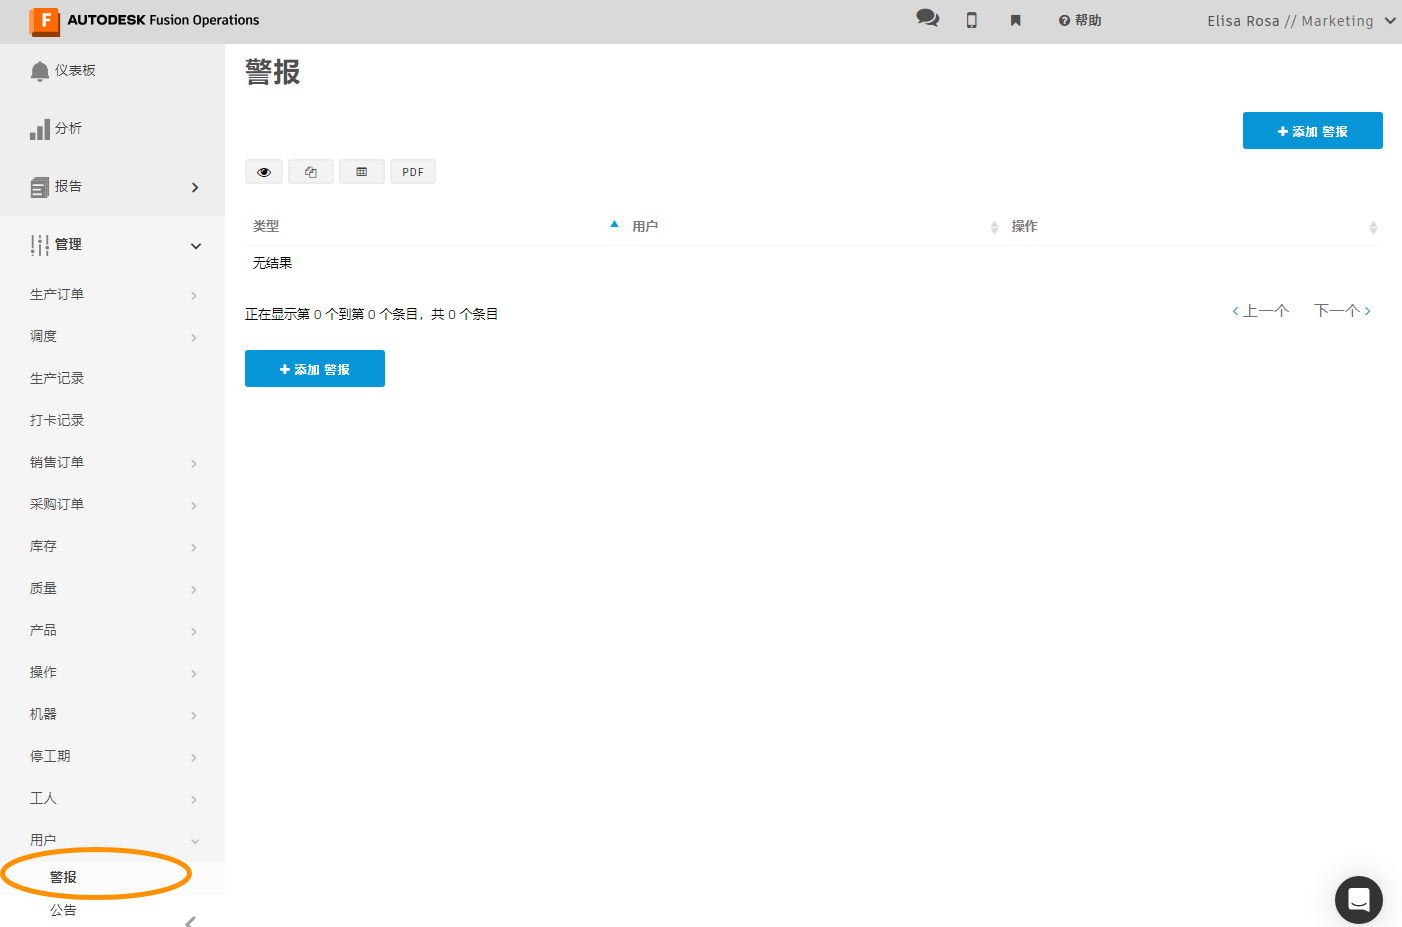 AUTODESK Fusion Operations
帮助
Elisa Rosa // Marketing
仪表板
分析
报告
管理
生产订单
调度
生产记录
打卡记录
销售订单
采购订单
库存
质量
产品
操作
机器
停工期
工人
用户
警报
公告
警报
添加 警报
PDF
类型 用户 操作
无结果
正在显示第 0 个到第 0 个条目，共 0 个条目
上一个 下一个
添加 警报